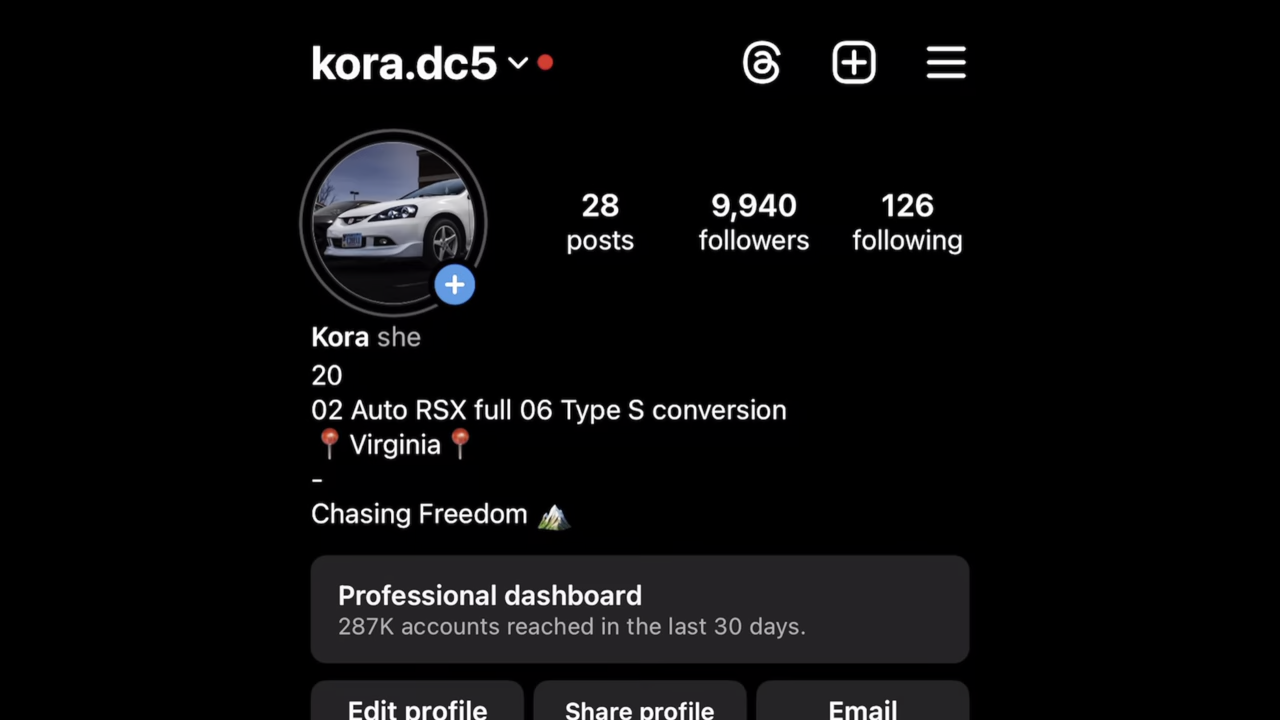 kora.dc5
28 9,940 126
posts followers following
Kora she
20
02 Auto RSX full 06 Type S conversion
📍 Virginia 📍
-
Chasing Freedom 🏔️
Professional dashboard
287K accounts reached in the last 30 days.
Edit profile Share profile Email